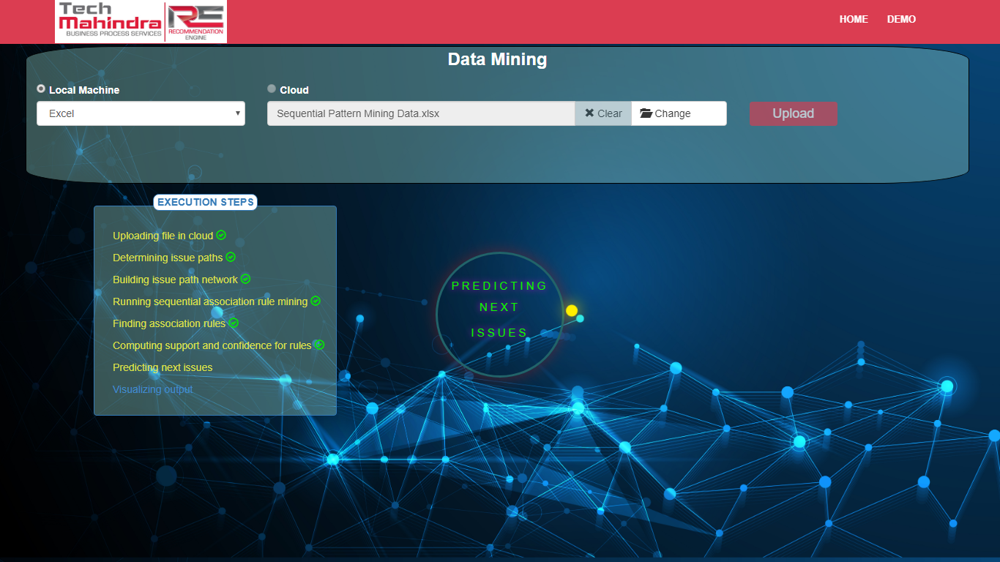 Tech
Mahindra
BUSINESS PROCESS SERVICES
RE
RECOMMENDATION
ENGINE
HOME DEMO
Data Mining
Local Machine Cloud
Excel Sequential Pattern Mining Data.xlsx Clear Change Upload
EXECUTION STEPS
Uploading file in cloud
Determining issue paths
Building issue path network
Running sequential association rule mining
Finding association rules
Computing support and confidence for rules
Predicting next issues
Visualizing output
PREDICTING
NEXT
ISSUES